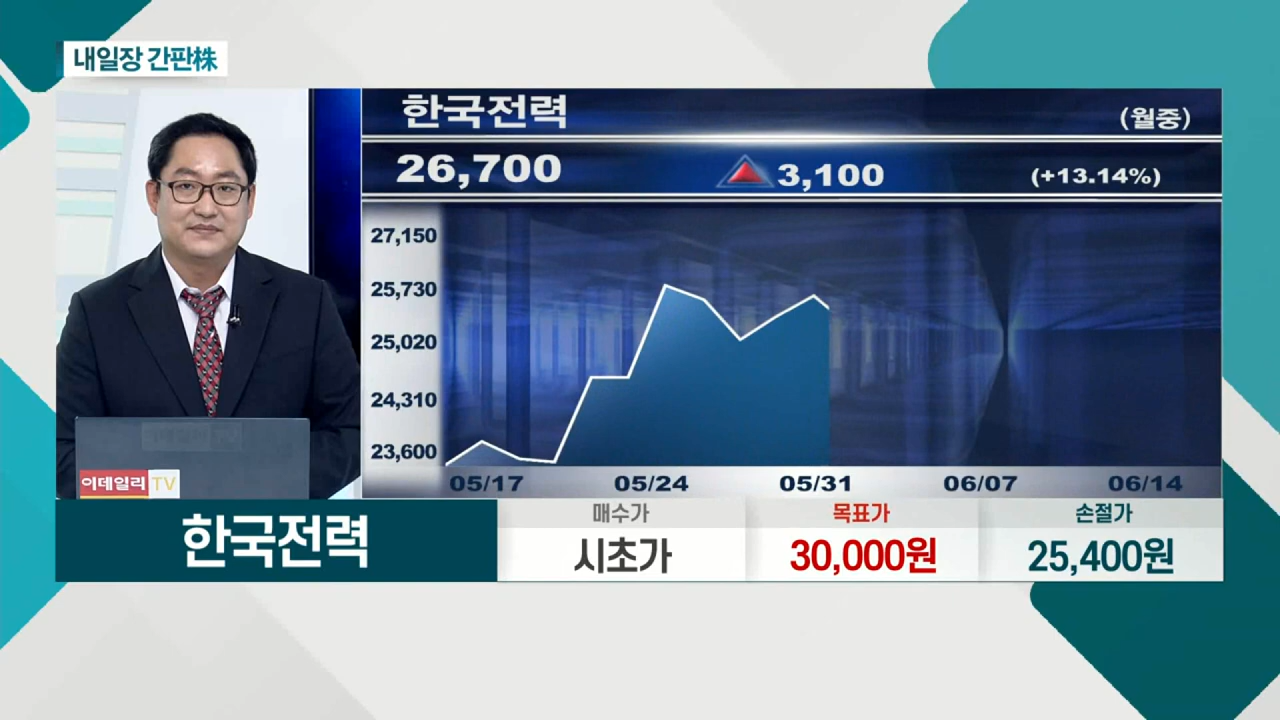 내일장 간판株
한국전력
(월중)
26,700
3,100
(+13.14%)
27,150
25,730
25,020
24,310
23,600
05/17
05/24
05/31
06/07
06/14
이데일리TV
한국전력
매수가
시초가
목표가
30,000원
손절가
25,400원